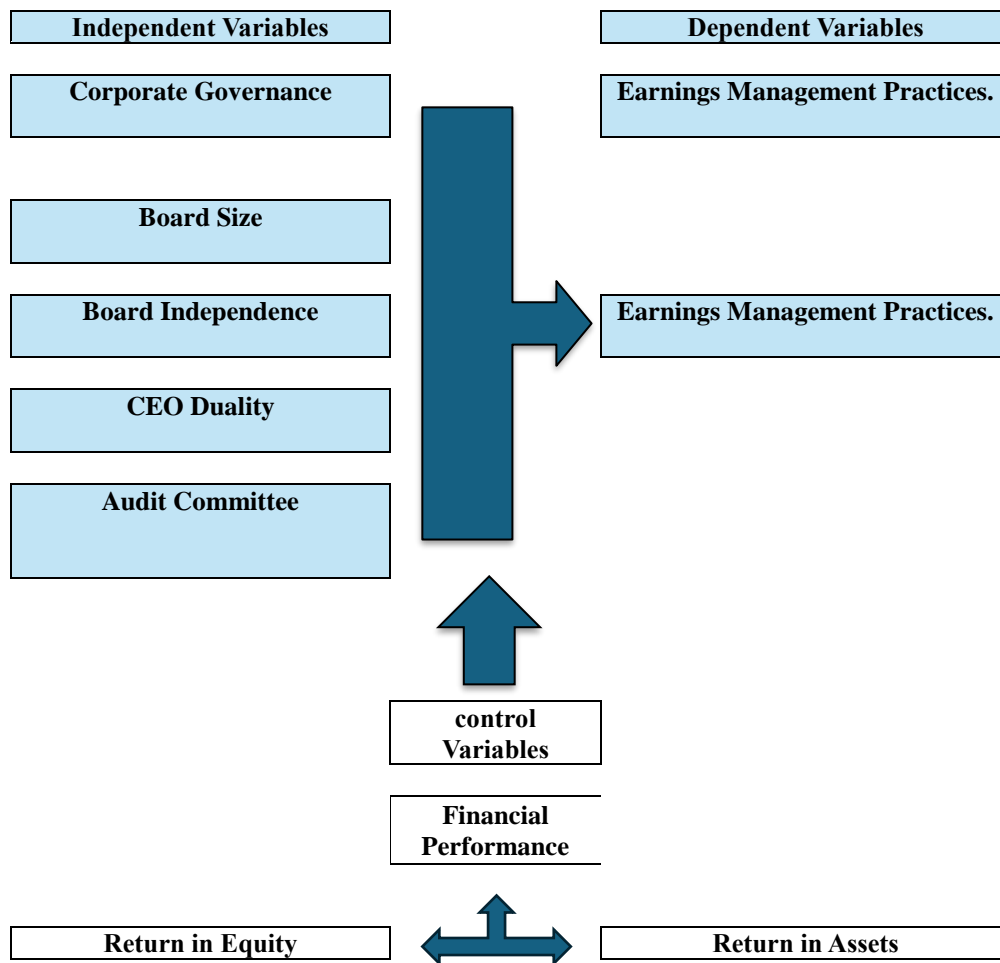 Independent Variables
Dependent Variables
Corporate Governance
Earnings Management Practices.
Board Size
Board Independence
Earnings Management Practices.
CEO Duality
Audit Committee
control
Variables
Financial
Performance
Return in Equity
Return in Assets